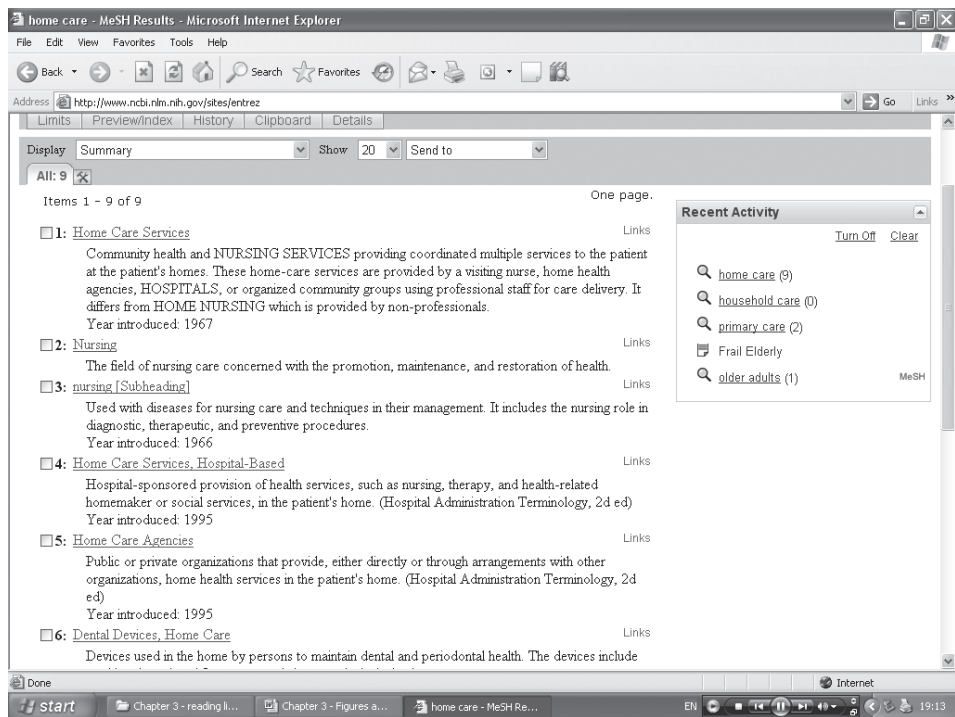 home care - MeSH Results - Microsoft Internet Explorer
File Edit View Favorites Tools Help
Back Search Favorites
Address http://www.ncbi.nlm.nih.gov/sites/entrez Go Links »
Limits Preview/Index History Clipboard Details
Display Summary Show 20 Send to
All: 9
Items 1 - 9 of 9 One page.
1: Home Care Services Links
Community health and NURSING SERVICES providing coordinated multiple services to the patient
at the patient's homes. These home-care services are provided by a visiting nurse, home health
agencies, HOSPITALS, or organized community groups using professional staff for care delivery. It
differs from HOME NURSING which is provided by non-professionals.
Year introduced: 1967
2: Nursing Links
The field of nursing care concerned with the promotion, maintenance, and restoration of health.
3: nursing [Subheading] Links
Used with diseases for nursing care and techniques in their management. It includes the nursing role in
diagnostic, therapeutic, and preventive procedures.
Year introduced: 1966
4: Home Care Services, Hospital-Based Links
Hospital-sponsored provision of health services, such as nursing, therapy, and health-related
homemaker or social services, in the patient's home. (Hospital Administration Terminology, 2d ed)
Year introduced: 1995
5: Home Care Agencies Links
Public or private organizations that provide, either directly or through arrangements with other
organizations, home health services in the patient's home. (Hospital Administration Terminology, 2d
ed)
Year introduced: 1995
6: Dental Devices, Home Care Links
Devices used in the home by persons to maintain dental and periodontal health. The devices include
Recent Activity
Turn Off Clear
home care (9)
household care (0)
primary care (2)
Frail Elderly
older adults (1) MeSH
Done Internet
start Chapter 3 - reading li... Chapter 3 - Figures a... home care - MeSH Re... EN 19:13